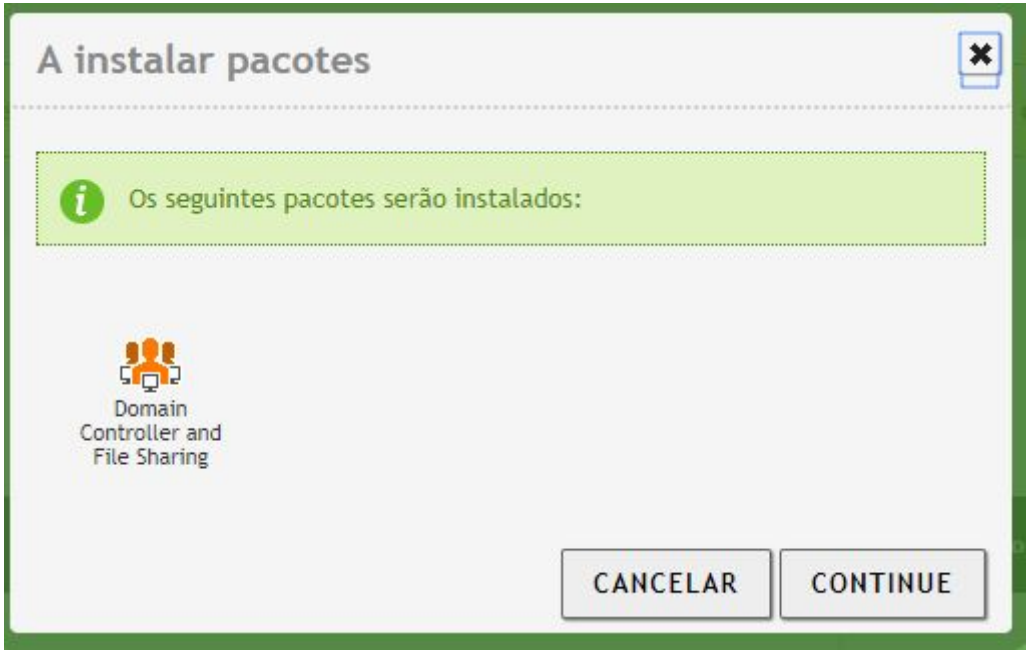 A instalar pacotes
Os seguintes pacotes serão instalados:
Domain
Controller and
File Sharing
CANCELAR
CONTINUE